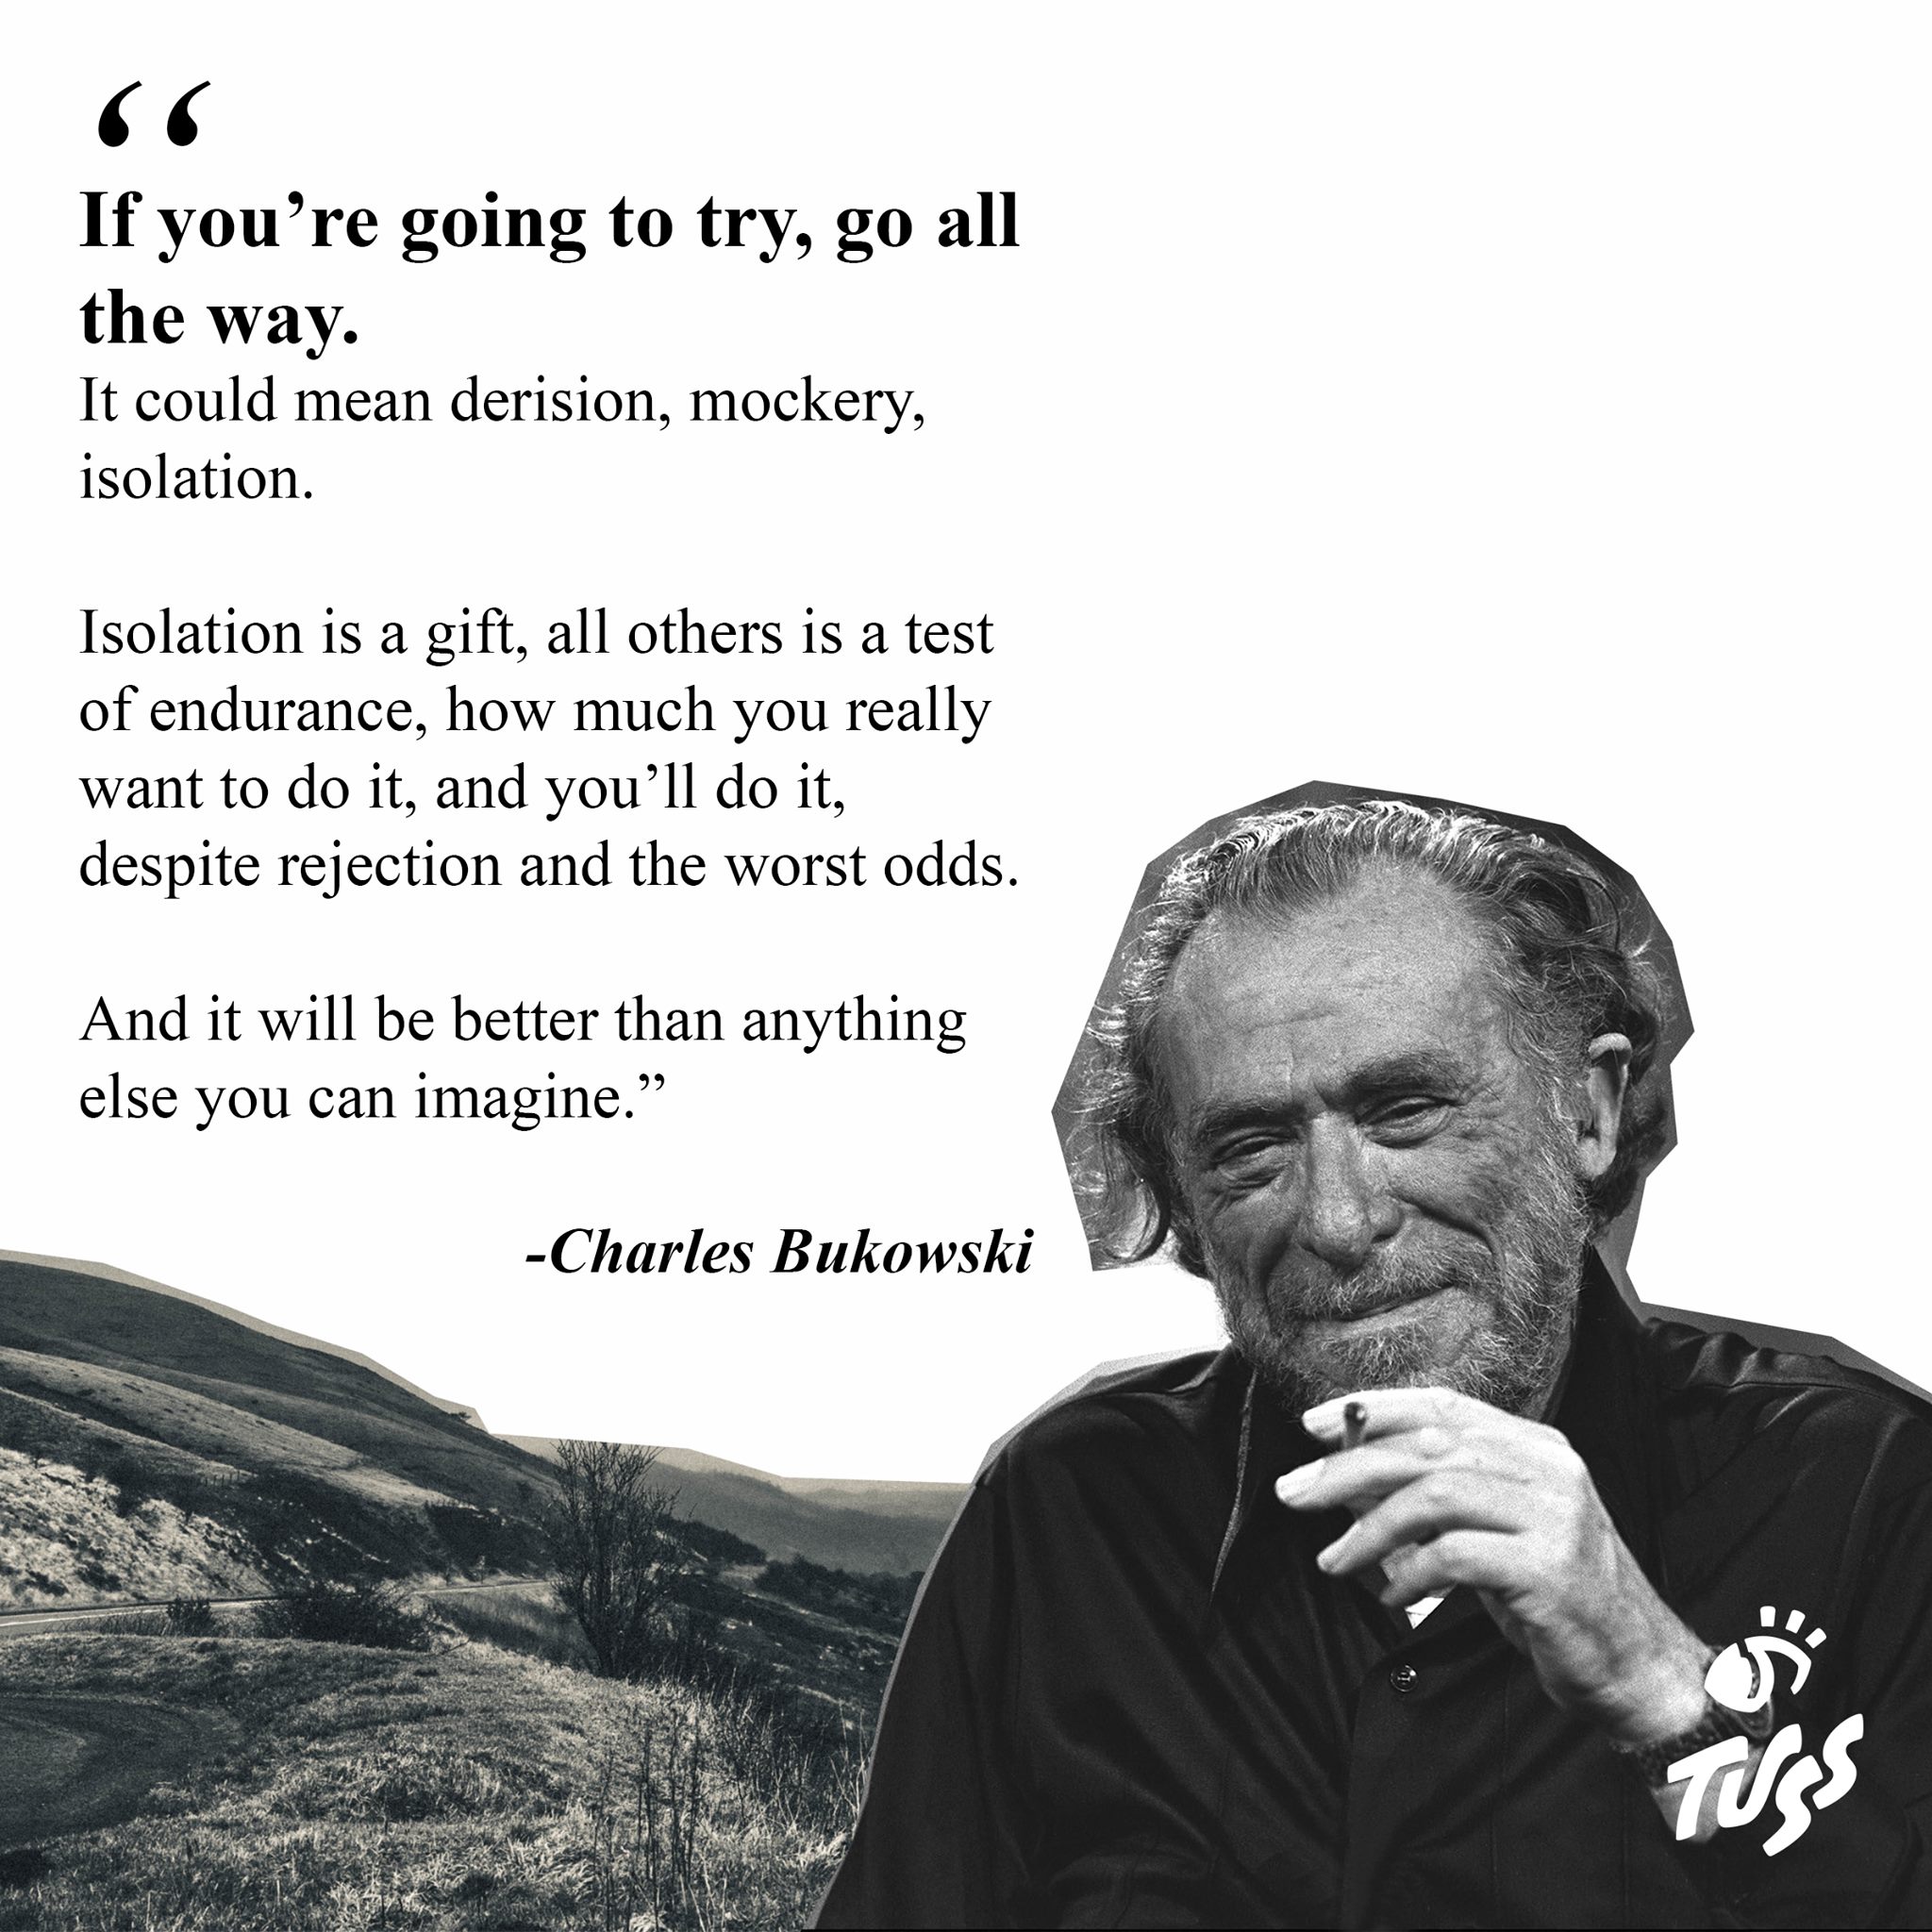 “
If you’re going to try, go all
the way.
It could mean derision, mockery,
isolation.
Isolation is a gift, all others is a test
of endurance, how much you really
want to do it, and you’ll do it,
despite rejection and the worst odds.
And it will be better than anything
else you can imagine.”
-Charles Bukowski
TUSS